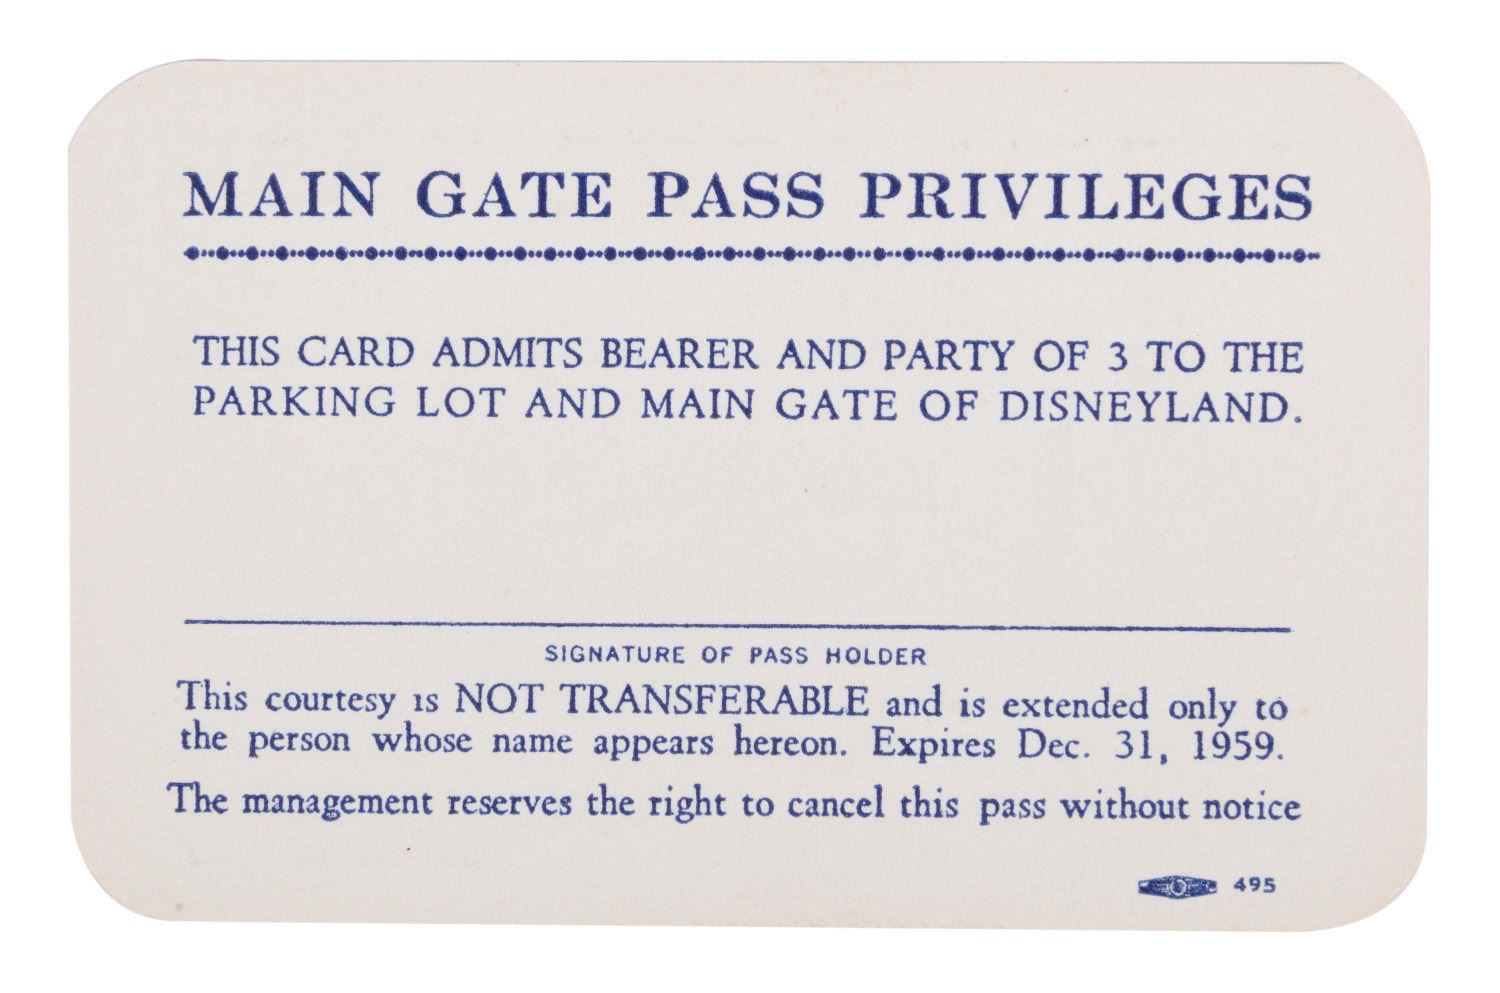 MAIN GATE PASS PRIVILEGES
THIS CARD ADMITS BEARER AND PARTY OF 3 TO THE
PARKING LOT AND MAIN GATE OF DISNEYLAND.
SIGNATURE OF PASS HOLDER
This courtesy is NOT TRANSFERABLE and is extended only to
the person whose name appears hereon. Expires Dec. 31, 1959.
The management reserves the right to cancel this pass without notice
495